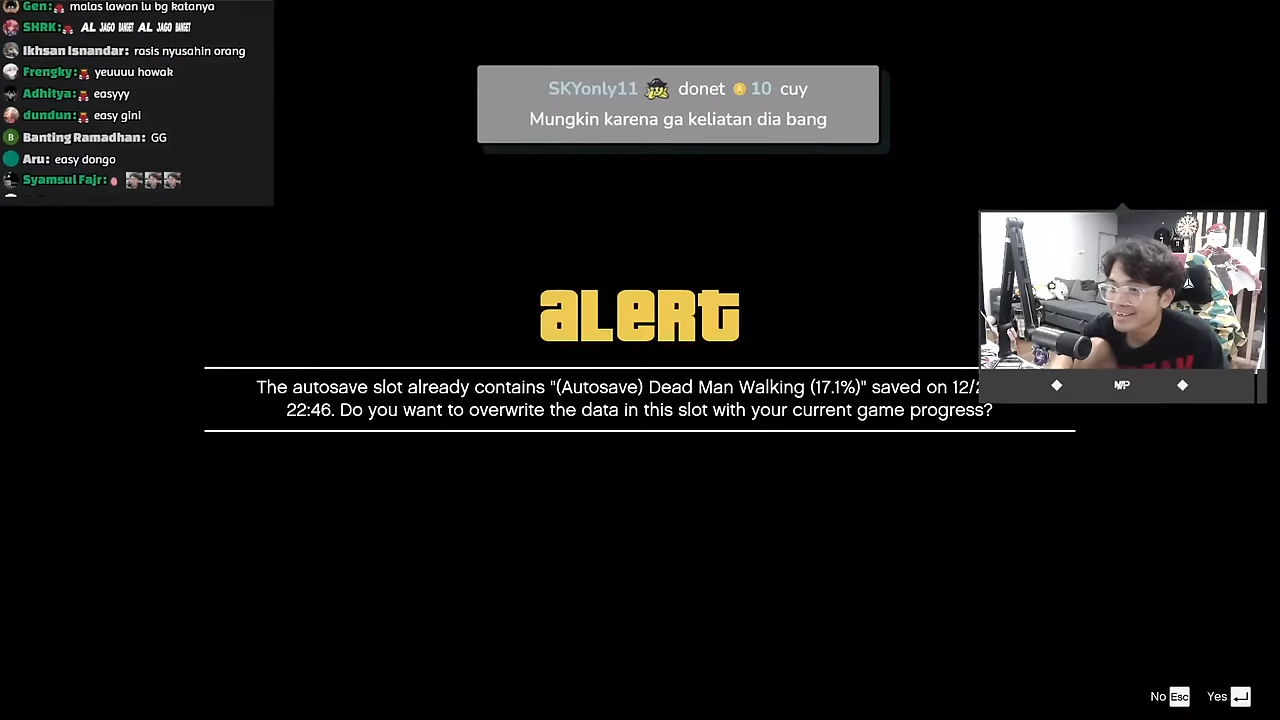 Gen: malas lawan lu bg katanya
SHRK: AL JAGO BANGET AL JAGO BANGET
Ikhsan Isnandar: rasis nyusahin orang
Frengky: yeuuuu howak
Adhitya: easyyy
dundun: easy gini
B Banting Ramadhan: GG
Aru: easy dongo
Syamsul Fajr:
SKYonly11 donet 10 cuy
Mungkin karena ga keliatan dia bang
ALERT
The autosave slot already contains "(Autosave) Dead Man Walking (17.1%)" saved on 12/
22:46. Do you want to overwrite the data in this slot with your current game progress?
No Esc Yes